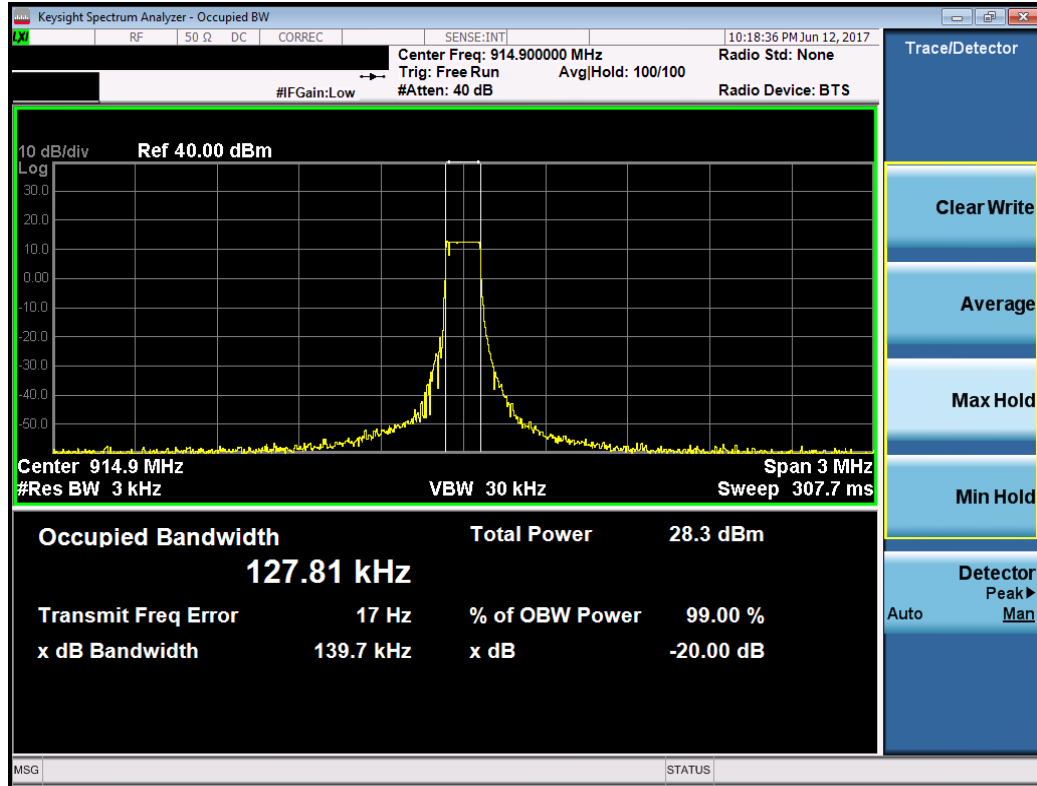 Keysight Spectrum Analyzer - Occupied BW
LXI RF 50 Ω DC CORREC SENSE:INT 10:18:36 PM Jun 12, 2017
Center Freq: 914.900000 MHz Radio Std: None
Trig: Free Run Avg|Hold: 100/100
#IFGain:Low #Atten: 40 dB Radio Device: BTS
10 dB/div Ref 40.00 dBm
Log
30.0
20.0
10.0
0.00
-10.0
-20.0
-30.0
-40.0
-50.0
Center 914.9 MHz Span 3 MHz
#Res BW 3 kHz VBW 30 kHz Sweep 307.7 ms
Occupied Bandwidth Total Power 28.3 dBm
127.81 kHz
Transmit Freq Error 17 Hz % of OBW Power 99.00 %
x dB Bandwidth 139.7 kHz x dB -20.00 dB
MSG STATUS
Trace/Detector
Clear Write
Average
Max Hold
Min Hold
Detector
Peak▶
Auto Man